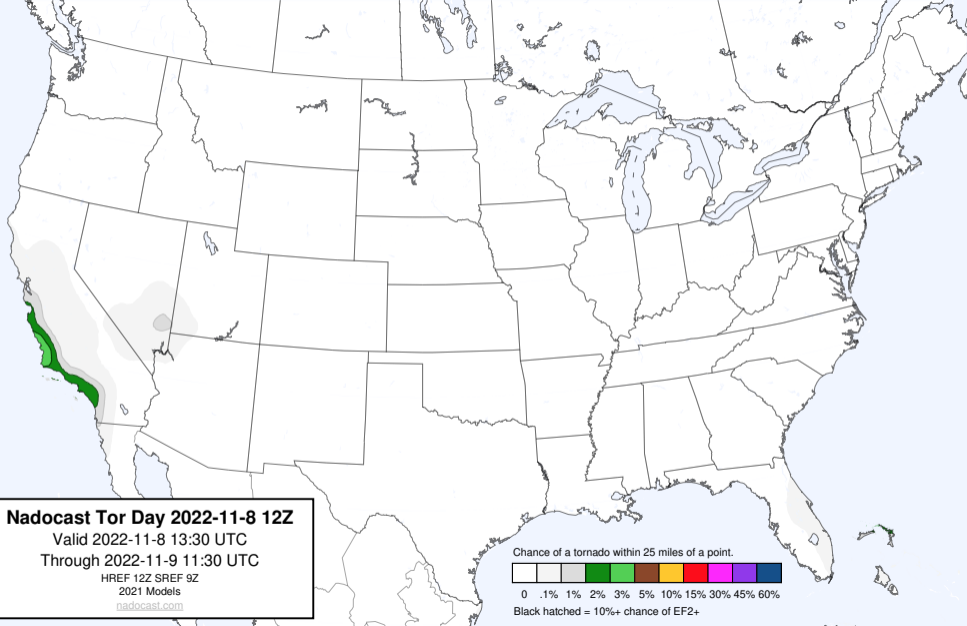 Nadocast Tor Day 2022-11-8 12Z
Valid 2022-11-8 13:30 UTC
Through 2022-11-9 11:30 UTC
HREF 12Z SREF 9Z
2021 Models
nadocast.com
Chance of a tornado within 25 miles of a point.
0 .1% 1% 2% 3% 5% 10% 15% 30% 45% 60%
Black hatched = 10%+ chance of EF2+